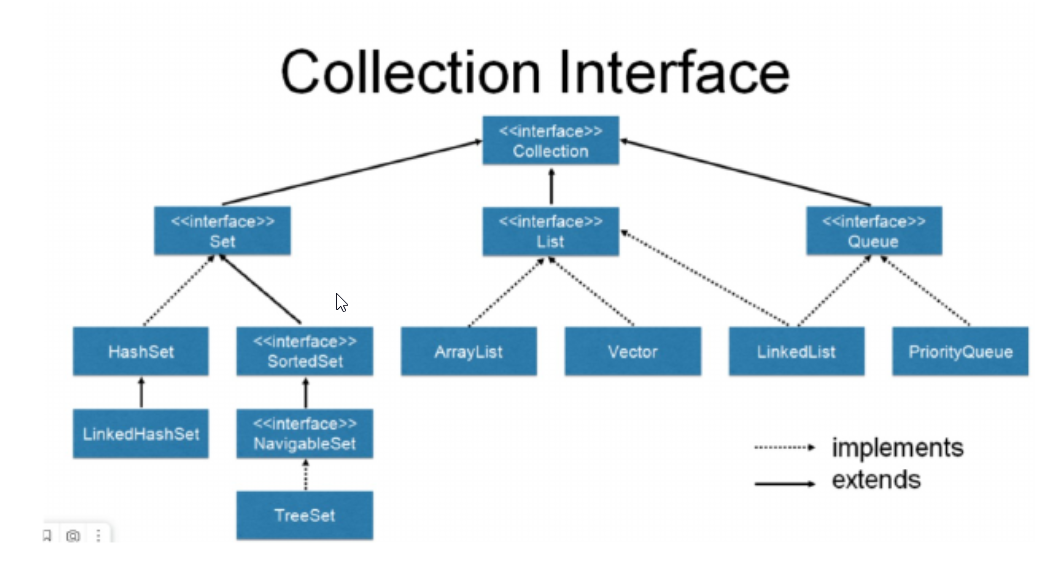 Collection Interface
<<interface>>
Collection
<<interface>>
Set
<<interface>>
List
<<interface>>
Queue
HashSet
<<interface>>
SortedSet
ArrayList
Vector
LinkedList
PriorityQueue
LinkedHashSet
<<interface>>
NavigableSet
TreeSet
implements
extends